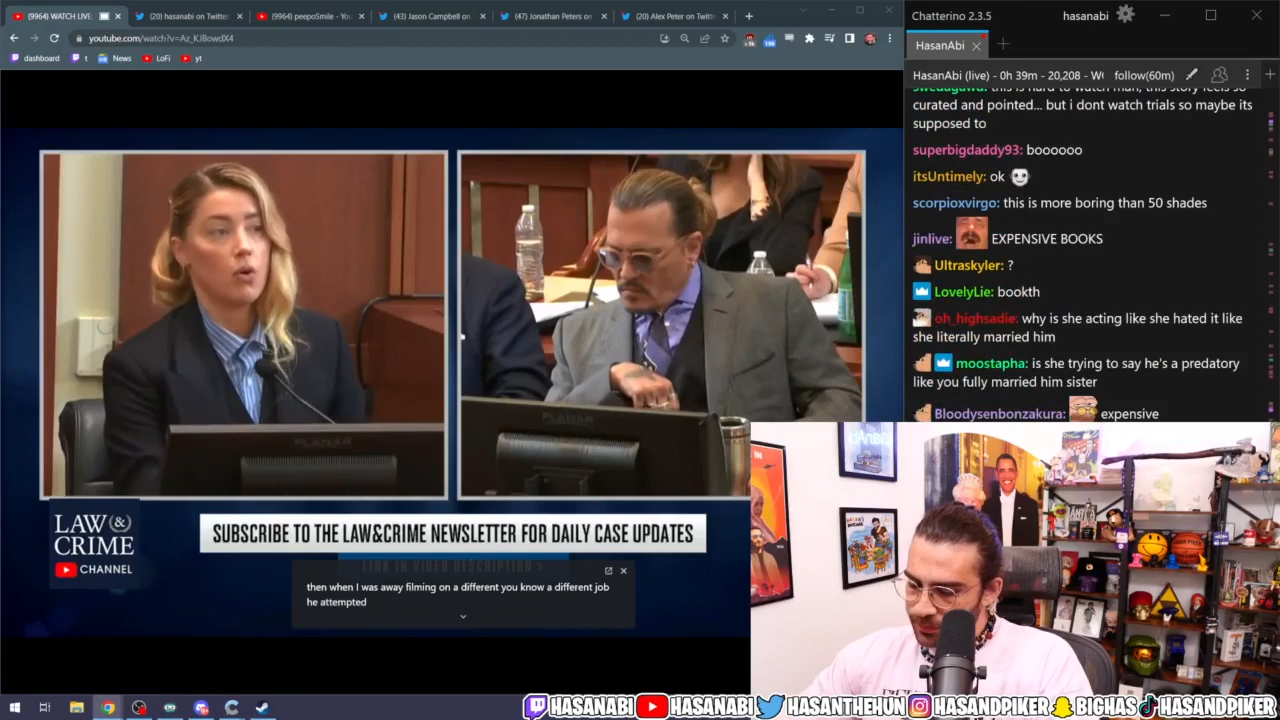 (9964) WATCH LIVE:
(20) hasanabi on Twitter
(9964) peepoSmile - You
(43) Jason Campbell on
(47) Jonathan Peters on
(20) Alex Peter on Twitte
youtube.com/watch?v=Az_KJBowdX4
dashboard
t
News
LoFi
yt
LAW&
CRIME
CHANNEL
SUBSCRIBE TO THE LAW&CRIME NEWSLETTER FOR DAILY CASE UPDATES
LINK IN VIDEO DESCRIPTION >
then when I was away filming on a different you know a different job
he attempted
PLANAR
PLANAR
Chatterino 2.3.5
hasanabi
HasanAbi
HasanAbi (live) - 0h 39m - 20,208 - W
follow(60m)
swedagawd: this is hard to watch man, this story feels so
curated and pointed... but i dont watch trials so maybe its
supposed to
superbigdaddy93: boooooo
itsUntimely: ok
scorpioxvirgo: this is more boring than 50 shades
jinlive: EXPENSIVE BOOKS
Ultraskyler: ?
LovelyLie: bookth
oh_highsadie: why is she acting like she hated it like
she literally married him
moostapha: is she trying to say he's a predatory
like you fully married him sister
Bloodysenbonzakura: expensive
HASANABI
HASANABI
HASANTHEHUN
HASANDPIKER
BIGHAS
HASANDPIKER